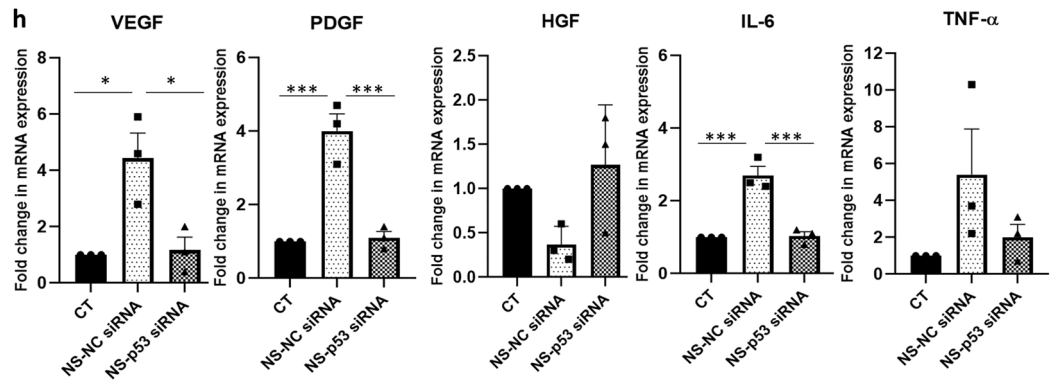 h
VEGF
Fold change in mRNA expression
8
6
4
2
0
* *
CT
NS-NC siRNA
NS-p53 siRNA
PDGF
Fold change in mRNA expression
6
4
2
0
*** ***
CT
NS-NC siRNA
NS-p53 siRNA
HGF
Fold change in mRNA expression
2.5
2.0
1.5
1.0
0.5
0.0
CT
NS-NC siRNA
NS-p53 siRNA
IL-6
Fold change in mRNA expression
6
4
2
0
*** ***
CT
NS-NC siRNA
NS-p53 siRNA
TNF-α
Fold change in mRNA expression
12
10
8
6
4
2
0
CT
NS-NC siRNA
NS-p53 siRNA